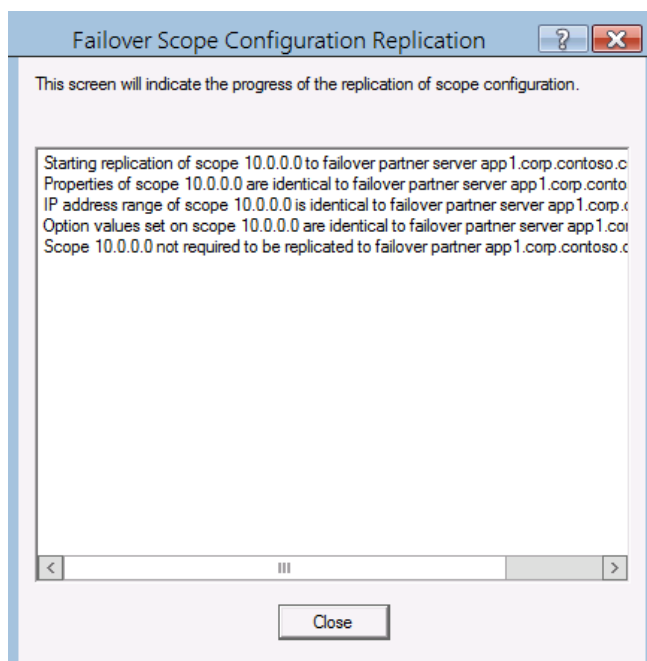 Failover Scope Configuration Replication
This screen will indicate the progress of the replication of scope configuration.
Starting replication of scope 10.0.0.0 to failover partner server app1.corp.contoso.c
Properties of scope 10.0.0.0 are identical to failover partner server app1.corp.conto
IP address range of scope 10.0.0.0 is identical to failover partner server app1.corp.
Option values set on scope 10.0.0.0 are identical to failover partner server app1.co
Scope 10.0.0.0 not required to be replicated to failover partner app1.corp.contoso.c
Close